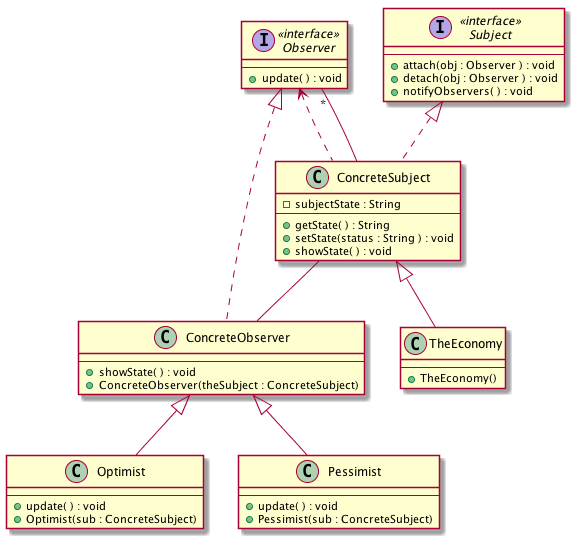 I «interface»
Observer
update( ) : void
I «interface»
Subject
attach(obj : Observer ) : void
detach(obj : Observer ) : void
notifyObservers( ) : void
*
C ConcreteSubject
subjectState : String
getState( ) : String
setState(status : String ) : void
showState( ) : void
C ConcreteObserver
showState( ) : void
ConcreteObserver(theSubject : ConcreteSubject)
C TheEconomy
TheEconomy()
C Optimist
update( ) : void
Optimist(sub : ConcreteSubject)
C Pessimist
update( ) : void
Pessimist(sub : ConcreteSubject)